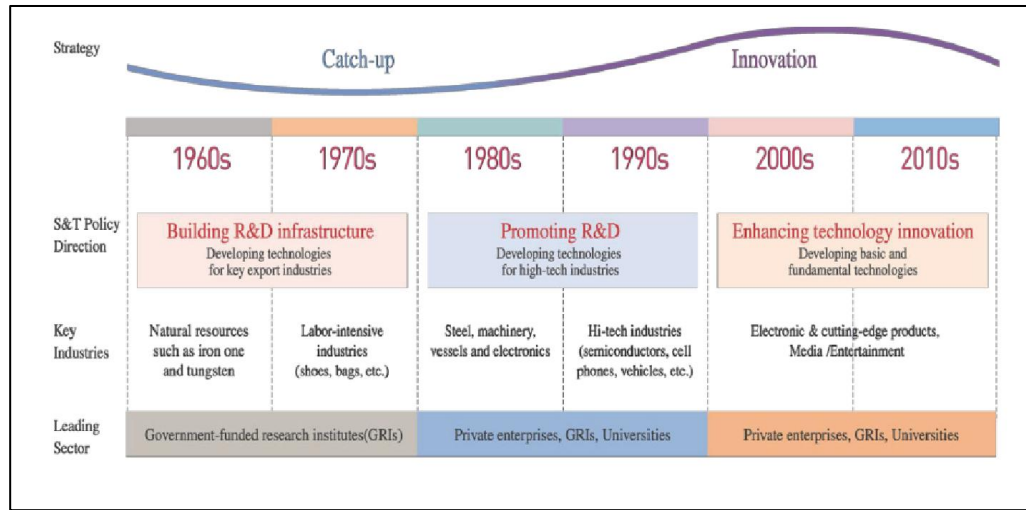 Strategy
Catch-up
Innovation
1960s
1970s
1980s
1990s
2000s
2010s
S&T Policy
Direction
Building R&D infrastructure
Developing technologies
for key export industries
Promoting R&D
Developing technologies
for high-tech industries
Enhancing technology innovation
Developing basic and
fundamental technologies
Key
Industries
Natural resources
such as iron one
and tungsten
Labor-intensive
industries
(shoes, bags, etc.)
Steel, machinery,
vessels and electronics
Hi-tech industries
(semiconductors, cell
phones, vehicles, etc.)
Electronic & cutting-edge products,
Media /Entertainment
Leading
Sector
Government-funded research institutes(GRIs)
Private enterprises, GRIs, Universities
Private enterprises, GRIs, Universities